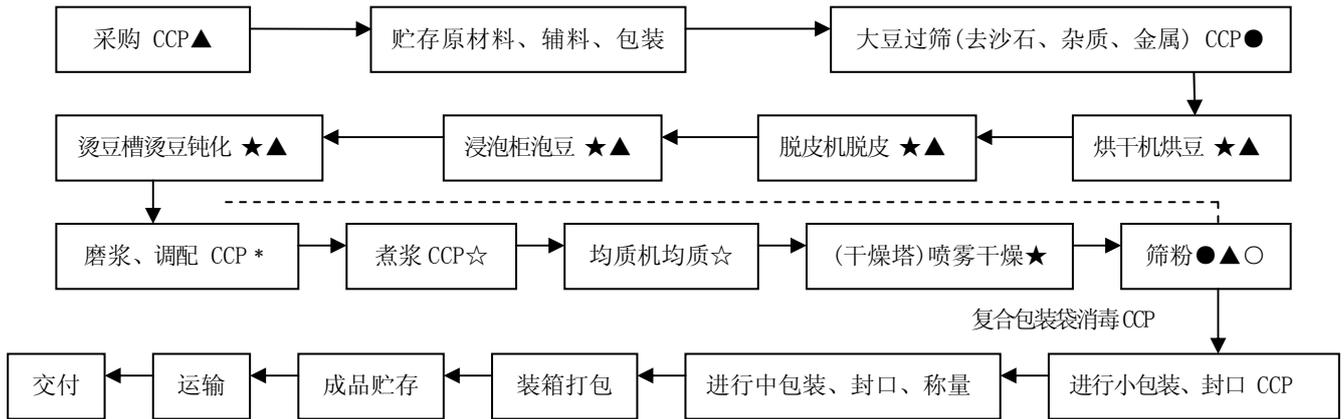 采购 CCP▲
贮存原材料、辅料、包装
大豆过筛(去沙石、杂质、金属) CCP●
烘干机烘豆 ★▲
脱皮机脱皮 ★▲
浸泡柜泡豆 ★▲
烫豆槽烫豆钝化 ★▲
磨浆、调配 CCP *
煮浆 CCP☆
均质机均质☆
(干燥塔)喷雾干燥★
筛粉●▲○
复合包装袋消毒 CCP
进行小包装、封口 CCP
进行中包装、封口、称量
装箱打包
成品贮存
运输
交付